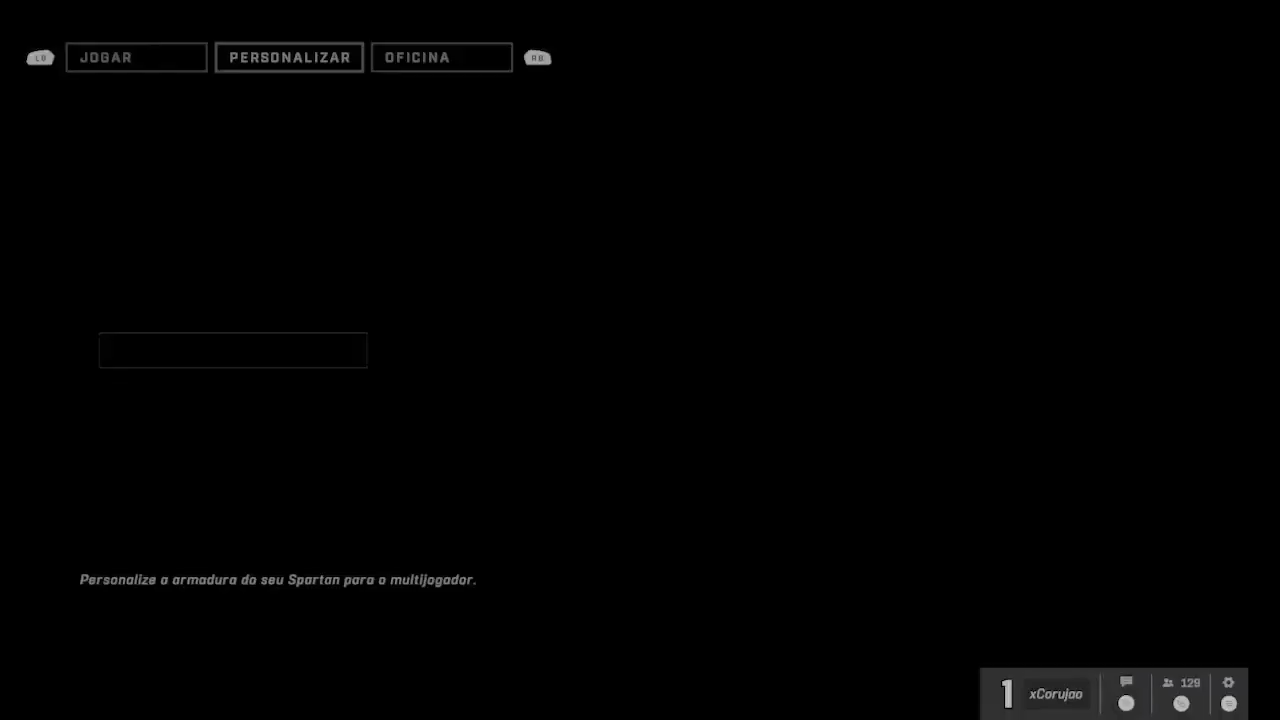 LB JOGAR PERSONALIZAR OFICINA RB
Personalize a armadura do seu Spartan para o multijogador.
1 xCorujao 129